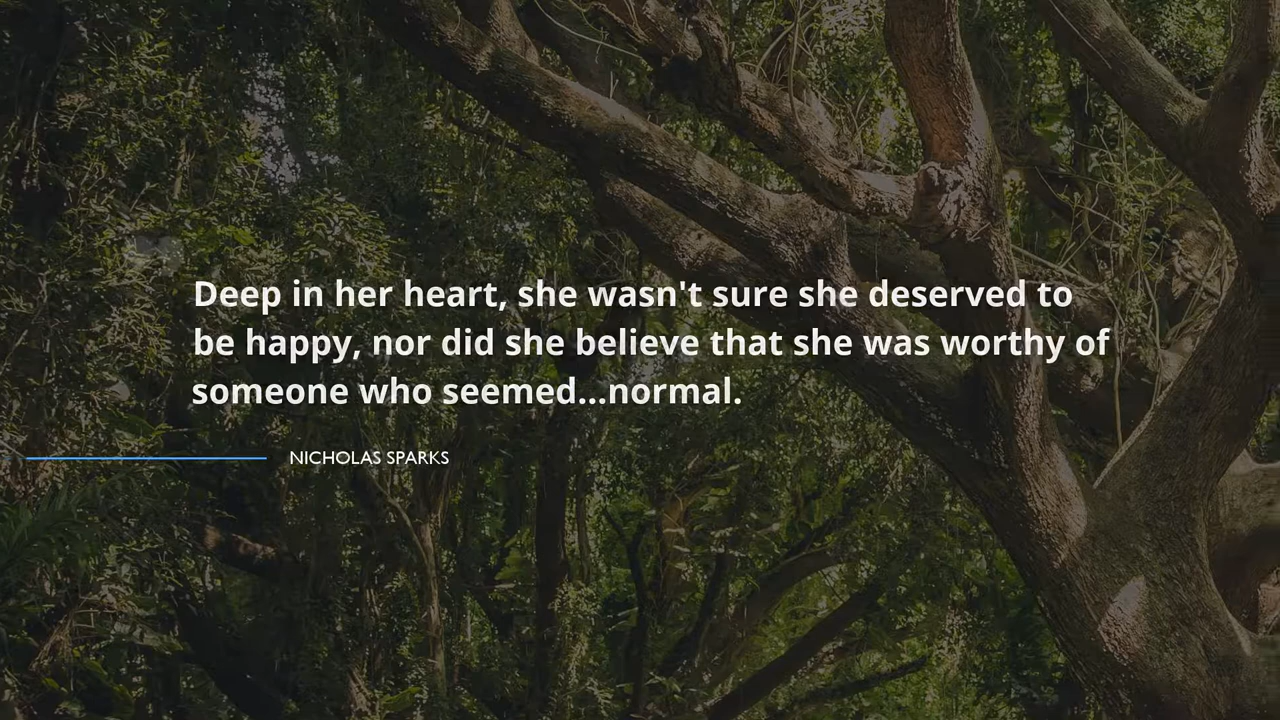 Deep in her heart, she wasn't sure she deserved to
be happy, nor did she believe that she was worthy of
someone who seemed...normal.
NICHOLAS SPARKS